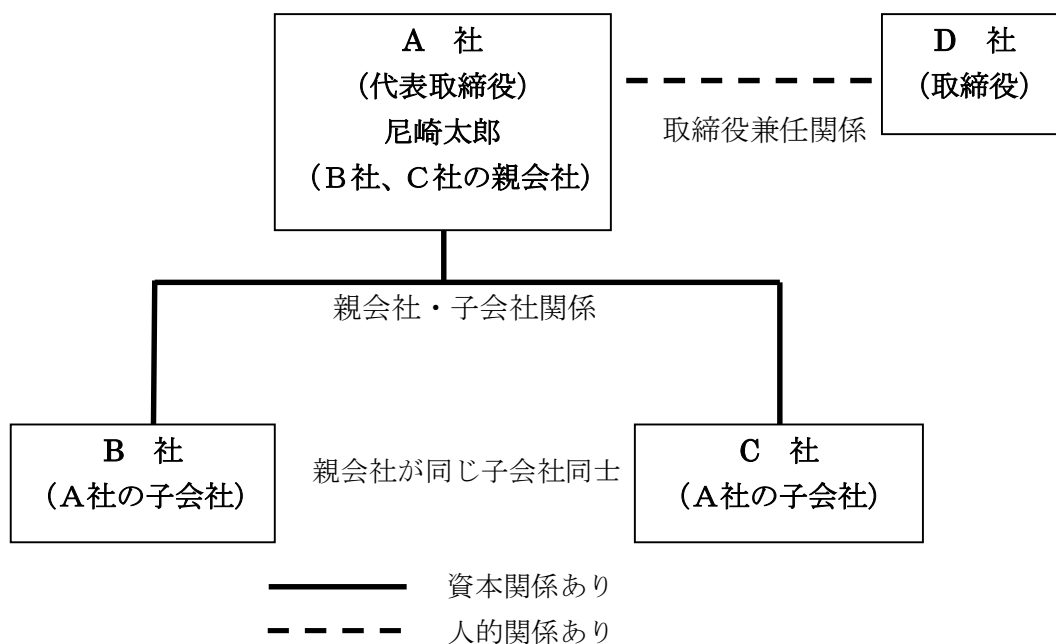 A 社
(代表取締役)
尼崎太郎
(B社、C社の親会社)
D 社
(取締役)
取締役兼任関係
親会社・子会社関係
B 社
(A社の子会社)
親会社が同じ子会社同士
C 社
(A社の子会社)
資本関係あり
人的関係あり